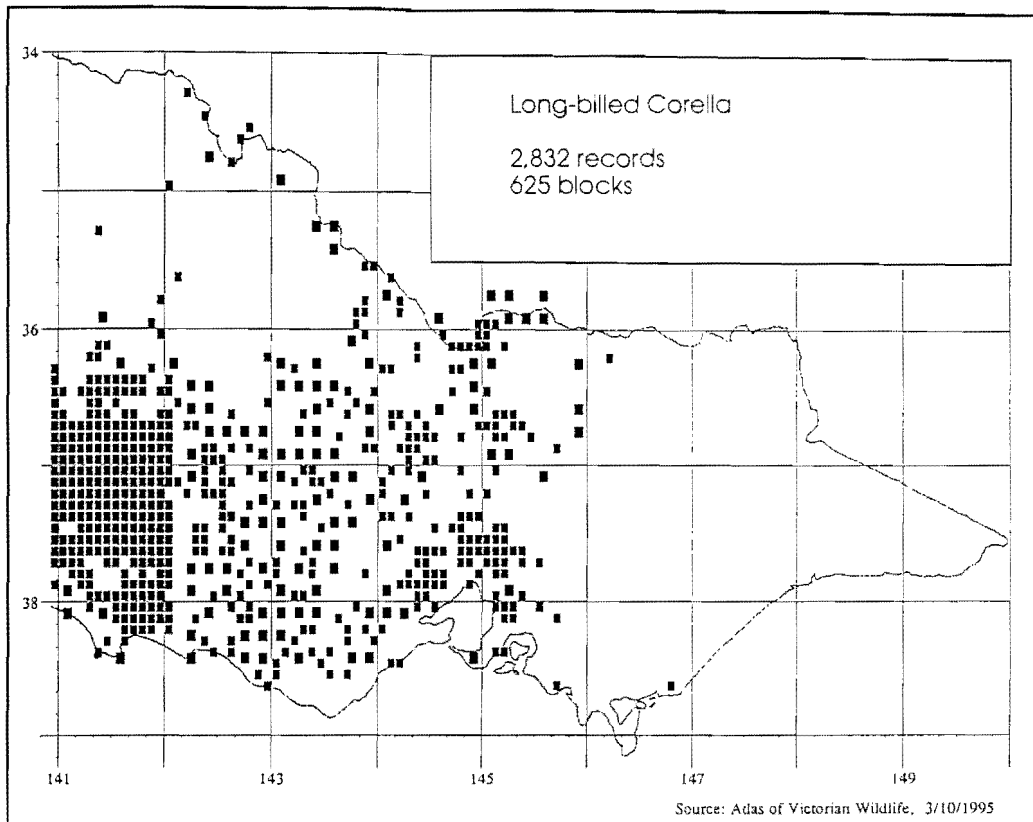 34
Long-billed Corella
2,832 records
625 blocks
36
38
141 143 145 147 149
Source: Atlas of Victorian Wildlife, 3/10/1995